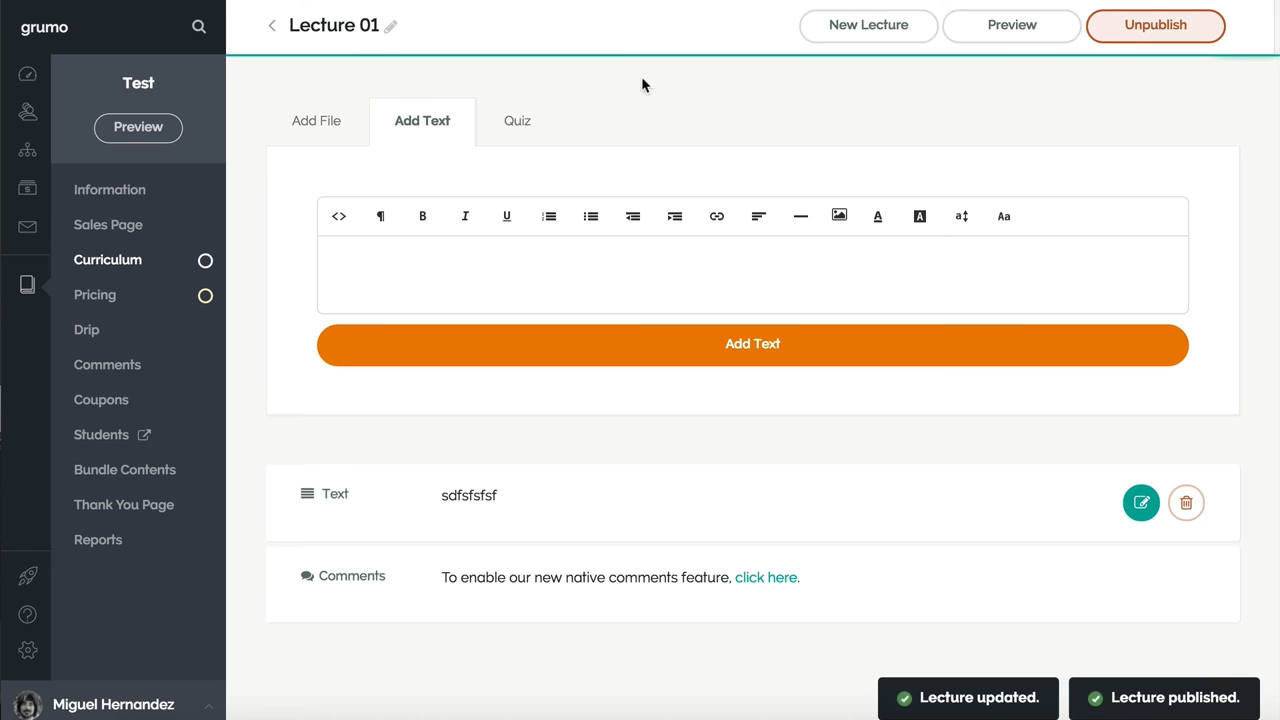 grumo
Lecture 01
New Lecture
Preview
Unpublish
Test
Preview
Information
Sales Page
Curriculum
Pricing
Drip
Comments
Coupons
Students
Bundle Contents
Thank You Page
Reports
Miguel Hernandez
Add File
Add Text
Quiz
<> ¶ B I U A A a Aa
Add Text
Text
sdfsfsfsf
Comments
To enable our new native comments feature, click here.
Lecture updated.
Lecture published.